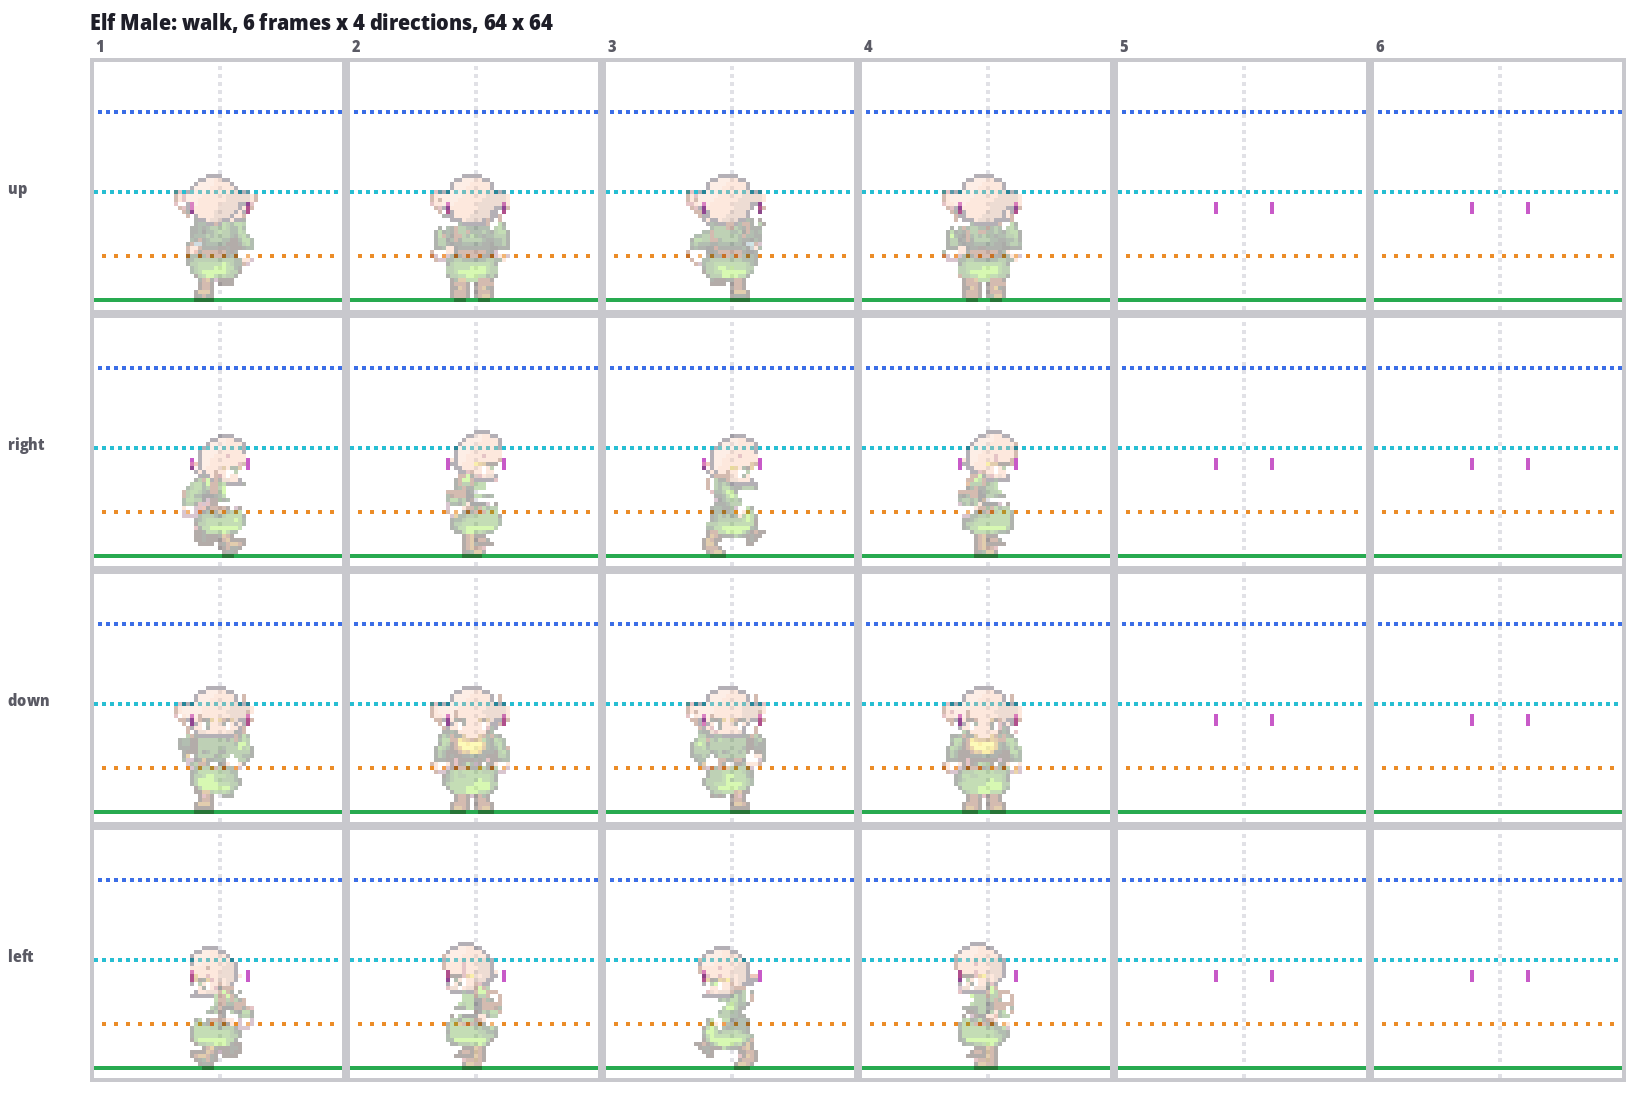 Elf Male: walk, 6 frames x 4 directions, 64 x 64
1 2 3 4 5 6
up
right
down
left